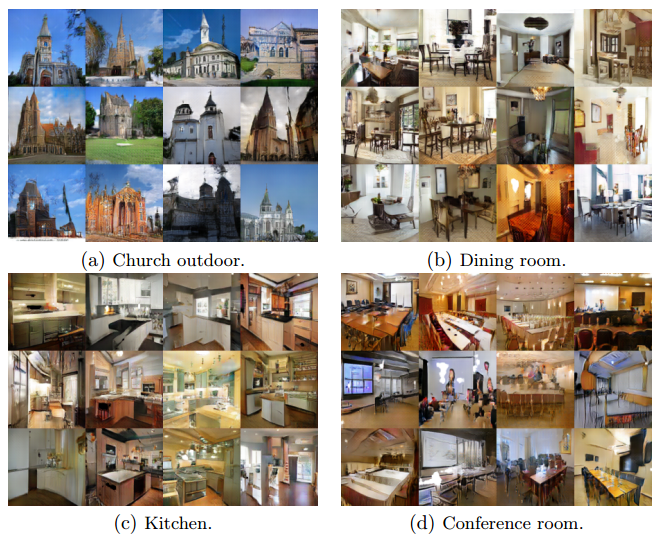 (a) Church outdoor.
(b) Dining room.
(c) Kitchen.
(d) Conference room.